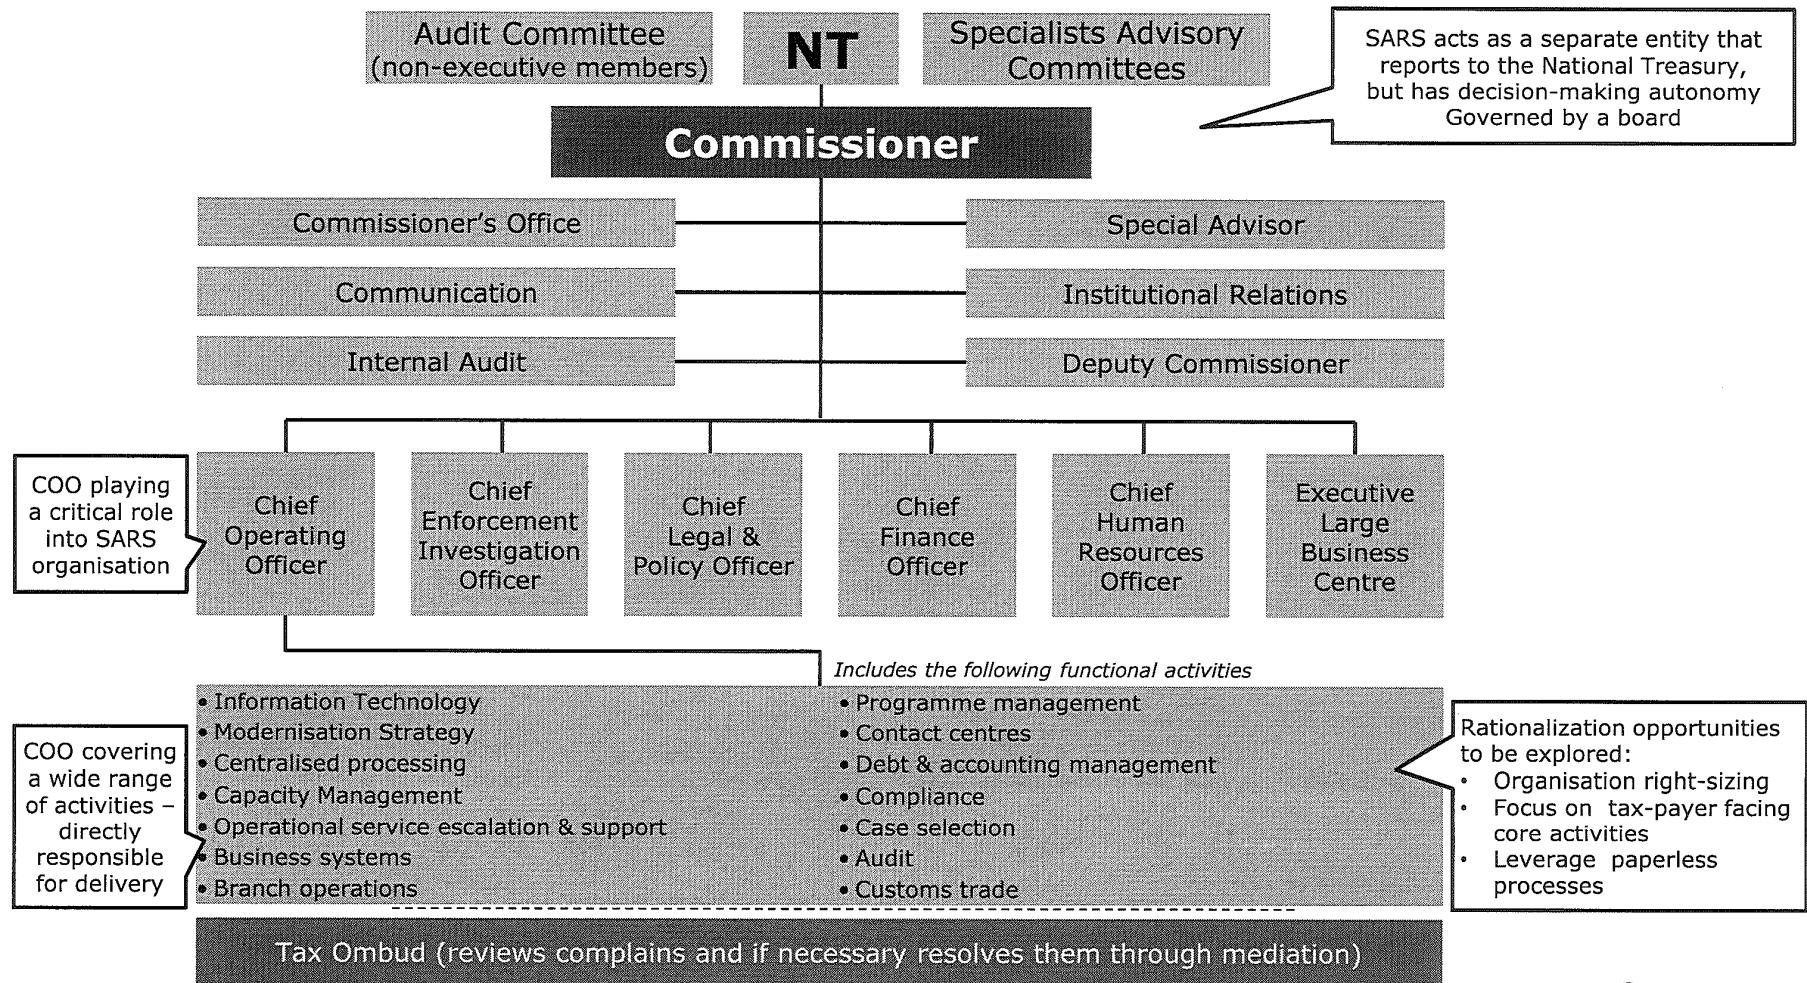 Audit Committee
(non-executive members)
NT
Specialists Advisory
Committees
SARS acts as a separate entity that
reports to the National Treasury,
but has decision-making autonomy
Governed by a board
Commissioner
Commissioner's Office
Special Advisor
Communication
Institutional Relations
Internal Audit
Deputy Commissioner
COO playing
a critical role
into SARS
organisation
Chief
Operating
Officer
Chief
Enforcement
Investigation
Officer
Chief
Legal &
Policy Officer
Chief
Finance
Officer
Chief
Human
Resources
Officer
Executive
Large
Business
Centre
Includes the following functional activities
COO covering
a wide range
of activities –
directly
responsible
for delivery
• Information Technology
• Modernisation Strategy
• Centralised processing
• Capacity Management
• Operational service escalation & support
• Business systems
• Branch operations
• Programme management
• Contact centres
• Debt & accounting management
• Compliance
• Case selection
• Audit
• Customs trade
Rationalization opportunities
to be explored:
• Organisation right-sizing
• Focus on tax-payer facing
core activities
• Leverage paperless
processes
Tax Ombud (reviews complains and if necessary resolves them through mediation)